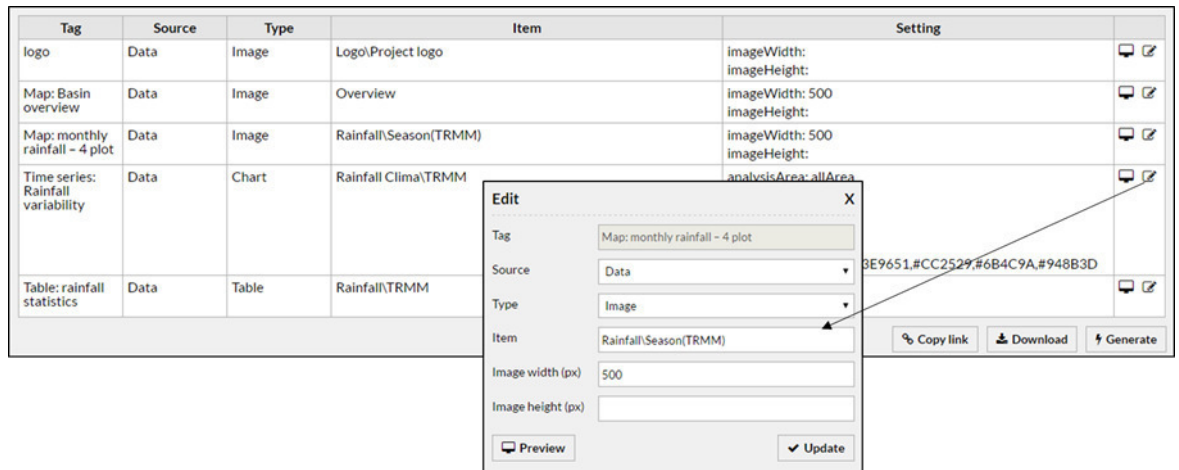 Tag Source Type Item Setting
logo Data Image Logo\Project logo imageWidth:
imageHeight:
Map: Basin Data Image Overview imageWidth: 500
overview imageHeight:
Map: monthly Data Image Rainfall\Season(TRMM) imageWidth: 500
rainfall – 4 plot imageHeight:
Time series: Data Chart Rainfall Clima\TRMM analysisArea: allArea
Rainfall
variability
3E9651,#CC2529,#6B4C9A,#948B3D
Table: rainfall Data Table Rainfall\TRMM
statistics
Copy link Download Generate
Edit X
Tag Map: monthly rainfall – 4 plot
Source Data
Type Image
Item Rainfall\Season(TRMM)
Image width (px) 500
Image height (px)
Preview Update